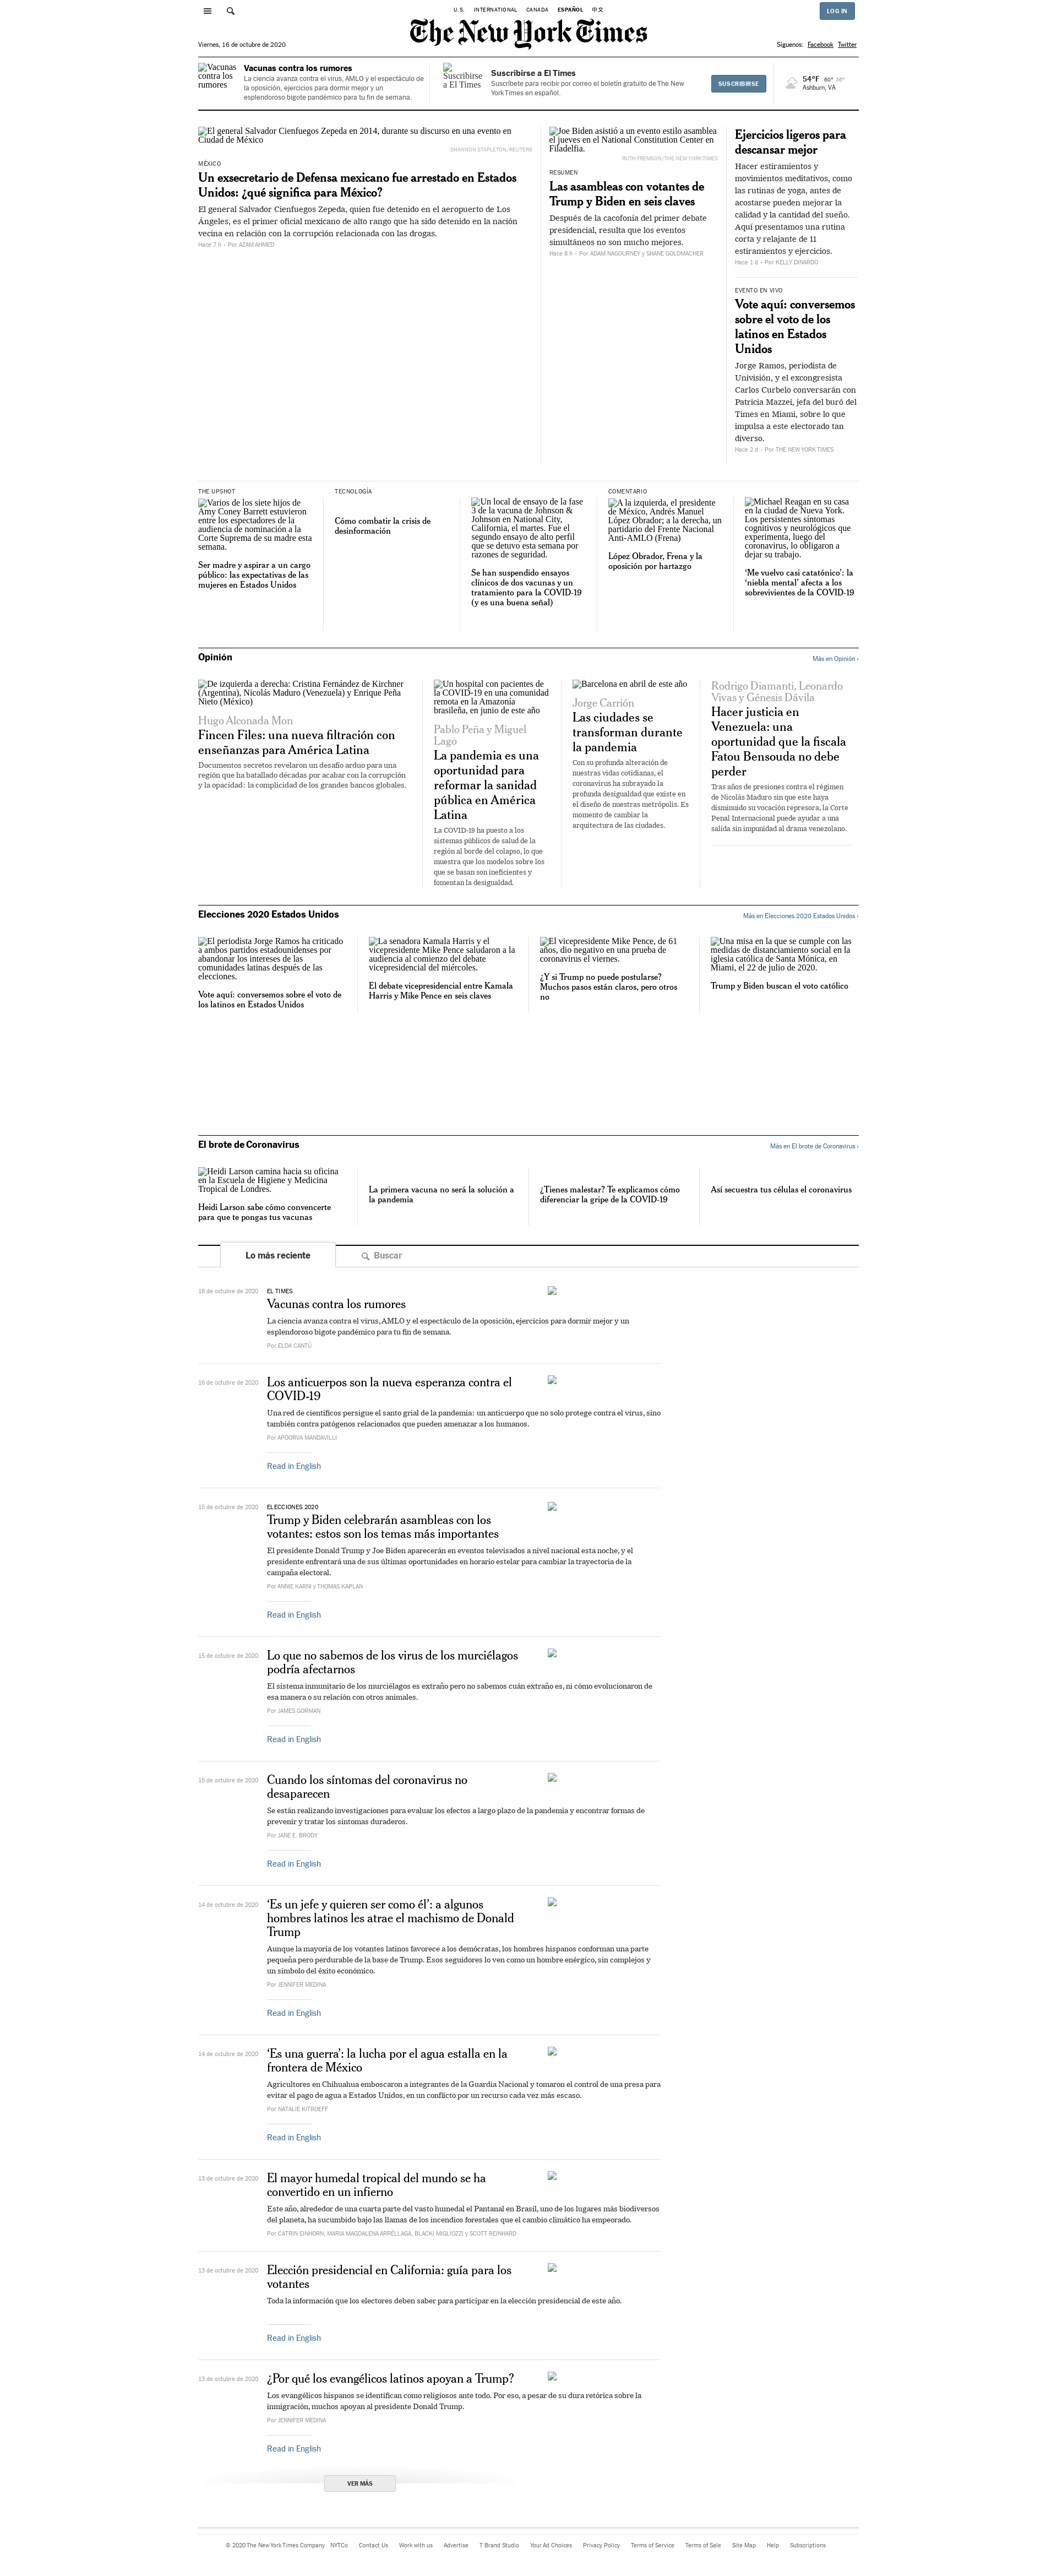 U.S. INTERNATIONAL CANADA ESPAÑOL 中文
LOG IN
The New York Times
Viernes, 16 de octubre de 2020
Síguenos: Facebook Twitter
Vacunas contra los rumores
Vacunas contra los rumores
La ciencia avanza contra el virus, AMLO y el espectáculo de
la oposición, ejercicios para dormir mejor y un
esplendoroso bigote pandémico para tu fin de semana.
Suscribirse a El Times
Suscribirse a El Times
Suscríbete para recibir por correo el boletín gratuito de The New
York Times en español.
SUSCRIBIRSE
54°F 60° 38°
Ashburn, VA
El general Salvador Cienfuegos Zepeda en 2014, durante su discurso en una evento en
Ciudad de México
SHANNON STAPLETON/REUTERS
MÉXICO
Un exsecretario de Defensa mexicano fue arrestado en Estados
Unidos: ¿qué significa para México?
El general Salvador Cienfuegos Zepeda, quien fue detenido en el aeropuerto de Los
Ángeles, es el primer oficial mexicano de alto rango que ha sido detenido en la nación
vecina en relación con la corrupción relacionada con las drogas.
Hace 7 h - Por AZAM AHMED
Joe Biden asistió a un evento estilo asamblea
el jueves en el National Constitution Center en
Filadelfia.
RUTH FREMSON/THE NEW YORK TIMES
RESUMEN
Las asambleas con votantes de
Trump y Biden en seis claves
Después de la cacofonía del primer debate
presidencial, resulta que los eventos
simultáneos no son mucho mejores.
Hace 8 h - Por ADAM NAGOURNEY y SHANE GOLDMACHER
Ejercicios ligeros para
descansar mejor
Hacer estiramientos y
movimientos meditativos, como
las rutinas de yoga, antes de
acostarse pueden mejorar la
calidad y la cantidad del sueño.
Aquí presentamos una rutina
corta y relajante de 11
estiramientos y ejercicios.
Hace 1 d - Por KELLY DINARDO
EVENTO EN VIVO
Vote aquí: conversemos
sobre el voto de los
latinos en Estados
Unidos
Jorge Ramos, periodista de
Univisión, y el excongresista
Carlos Curbelo conversarán con
Patricia Mazzei, jefa del buró del
Times en Miami, sobre lo que
impulsa a este electorado tan
diverso.
Hace 2 d - Por THE NEW YORK TIMES
THE UPSHOT
Varios de los siete hijos de
Amy Coney Barrett estuvieron
entre los espectadores de la
audiencia de nominación a la
Corte Suprema de su madre esta
semana.
Ser madre y aspirar a un cargo
público: las expectativas de las
mujeres en Estados Unidos
TECNOLOGÍA
Cómo combatir la crisis de
desinformación
Un local de ensayo de la fase
3 de la vacuna de Johnson &
Johnson en National City,
California, el martes. Fue el
segundo ensayo de alto perfil
que se detuvo esta semana por
razones de seguridad.
Se han suspendido ensayos
clínicos de dos vacunas y un
tratamiento para la COVID-19
(y es una buena señal)
COMENTARIO
A la izquierda, el presidente
de México, Andrés Manuel
López Obrador; a la derecha, un
partidario del Frente Nacional
Anti-AMLO (Frena)
López Obrador, Frena y la
oposición por hartazgo
Michael Reagan en su casa
en la ciudad de Nueva York.
Los persistentes síntomas
cognitivos y neurológicos que
experimenta, luego del
coronavirus, lo obligaron a
dejar su trabajo.
‘Me vuelvo casi catatónico’: la
‘niebla mental’ afecta a los
sobrevivientes de la COVID-19
Opinión
Más en Opinión ›
De izquierda a derecha: Cristina Fernández de Kirchner
(Argentina), Nicolás Maduro (Venezuela) y Enrique Peña
Nieto (México)
Hugo Alconada Mon
Fincen Files: una nueva filtración con
enseñanzas para América Latina
Documentos secretos revelaron un desafío arduo para una
región que ha batallado décadas por acabar con la corrupción
y la opacidad: la complicidad de los grandes bancos globales.
Un hospital con pacientes de
la COVID-19 en una comunidad
remota en la Amazonía
brasileña, en junio de este año
Pablo Peña y Miguel
Lago
La pandemia es una
oportunidad para
reformar la sanidad
pública en América
Latina
La COVID-19 ha puesto a los
sistemas públicos de salud de la
región al borde del colapso, lo que
muestra que los modelos sobre los
que se basan son ineficientes y
fomentan la desigualdad.
Barcelona en abril de este año
Jorge Carrión
Las ciudades se
transforman durante
la pandemia
Con su profunda alteración de
nuestras vidas cotidianas, el
coronavirus ha subrayado la
profunda desigualdad que existe en
el diseño de nuestras metrópolis. Es
momento de cambiar la
arquitectura de las ciudades.
Rodrigo Diamanti, Leonardo
Vivas y Génesis Dávila
Hacer justicia en
Venezuela: una
oportunidad que la fiscala
Fatou Bensouda no debe
perder
Tras años de presiones contra el régimen
de Nicolás Maduro sin que este haya
disminuido su vocación represora, la Corte
Penal Internacional puede ayudar a una
salida sin impunidad al drama venezolano.
Elecciones 2020 Estados Unidos
Más en Elecciones 2020 Estados Unidos ›
El periodista Jorge Ramos ha criticado
a ambos partidos estadounidenses por
abandonar los intereses de las
comunidades latinas después de las
elecciones.
Vote aquí: conversemos sobre el voto de
los latinos en Estados Unidos
La senadora Kamala Harris y el
vicepresidente Mike Pence saludaron a la
audiencia al comienzo del debate
vicepresidencial del miércoles.
El debate vicepresidencial entre Kamala
Harris y Mike Pence en seis claves
El vicepresidente Mike Pence, de 61
años, dio negativo en una prueba de
coronavirus el viernes.
¿Y si Trump no puede postularse?
Muchos pasos están claros, pero otros
no
Una misa en la que se cumple con las
medidas de distanciamiento social en la
iglesia católica de Santa Mónica, en
Miami, el 22 de julio de 2020.
Trump y Biden buscan el voto católico
El brote de Coronavirus
Más en El brote de Coronavirus ›
Heidi Larson camina hacia su oficina
en la Escuela de Higiene y Medicina
Tropical de Londres.
Heidi Larson sabe cómo convencerte
para que te pongas tus vacunas
La primera vacuna no será la solución a
la pandemia
¿Tienes malestar? Te explicamos cómo
diferenciar la gripe de la COVID-19
Así secuestra tus células el coronavirus
Lo más reciente
Buscar
16 de octubre de 2020
EL TIMES
Vacunas contra los rumores
La ciencia avanza contra el virus, AMLO y el espectáculo de la oposición, ejercicios para dormir mejor y un
esplendoroso bigote pandémico para tu fin de semana.
Por ELDA CANTÚ
16 de octubre de 2020
Los anticuerpos son la nueva esperanza contra el
COVID-19
Una red de científicos persigue el santo grial de la pandemia: un anticuerpo que no solo protege contra el virus, sino
también contra patógenos relacionados que pueden amenazar a los humanos.
Por APOORVA MANDAVILLI
Read in English
15 de octubre de 2020
ELECCIONES 2020
Trump y Biden celebrarán asambleas con los
votantes: estos son los temas más importantes
El presidente Donald Trump y Joe Biden aparecerán en eventos televisados a nivel nacional esta noche, y el
presidente enfrentará una de sus últimas oportunidades en horario estelar para cambiar la trayectoria de la
campaña electoral.
Por ANNIE KARNI y THOMAS KAPLAN
Read in English
15 de octubre de 2020
Lo que no sabemos de los virus de los murciélagos
podría afectarnos
El sistema inmunitario de los murciélagos es extraño pero no sabemos cuán extraño es, ni cómo evolucionaron de
esa manera o su relación con otros animales.
Por JAMES GORMAN
Read in English
15 de octubre de 2020
Cuando los síntomas del coronavirus no
desaparecen
Se están realizando investigaciones para evaluar los efectos a largo plazo de la pandemia y encontrar formas de
prevenir y tratar los síntomas duraderos.
Por JANE E. BRODY
Read in English
14 de octubre de 2020
‘Es un jefe y quieren ser como él’: a algunos
hombres latinos les atrae el machismo de Donald
Trump
Aunque la mayoría de los votantes latinos favorece a los demócratas, los hombres hispanos conforman una parte
pequeña pero perdurable de la base de Trump. Esos seguidores lo ven como un hombre enérgico, sin complejos y
un símbolo del éxito económico.
Por JENNIFER MEDINA
Read in English
14 de octubre de 2020
‘Es una guerra’: la lucha por el agua estalla en la
frontera de México
Agricultores en Chihuahua emboscaron a integrantes de la Guardia Nacional y tomaron el control de una presa para
evitar el pago de agua a Estados Unidos, en un conflicto por un recurso cada vez más escaso.
Por NATALIE KITROEFF
Read in English
13 de octubre de 2020
El mayor humedal tropical del mundo se ha
convertido en un infierno
Este año, alrededor de una cuarta parte del vasto humedal el Pantanal en Brasil, uno de los lugares más biodiversos
del planeta, ha sucumbido bajo las llamas de los incendios forestales que el cambio climático ha empeorado.
Por CATRIN EINHORN, MARIA MAGDALENA ARRÉLLAGA, BLACKI MIGLIOZZI y SCOTT REINHARD
13 de octubre de 2020
Elección presidencial en California: guía para los
votantes
Toda la información que los electores deben saber para participar en la elección presidencial de este año.
Read in English
13 de octubre de 2020
¿Por qué los evangélicos latinos apoyan a Trump?
Los evangélicos hispanos se identifican como religiosos ante todo. Por eso, a pesar de su dura retórica sobre la
inmigración, muchos apoyan al presidente Donald Trump.
Por JENNIFER MEDINA
Read in English
VER MÁS
© 2020 The New York Times Company NYTCo Contact Us Work with us Advertise T Brand Studio Your Ad Choices Privacy Policy Terms of Service Terms of Sale Site Map Help Subscriptions